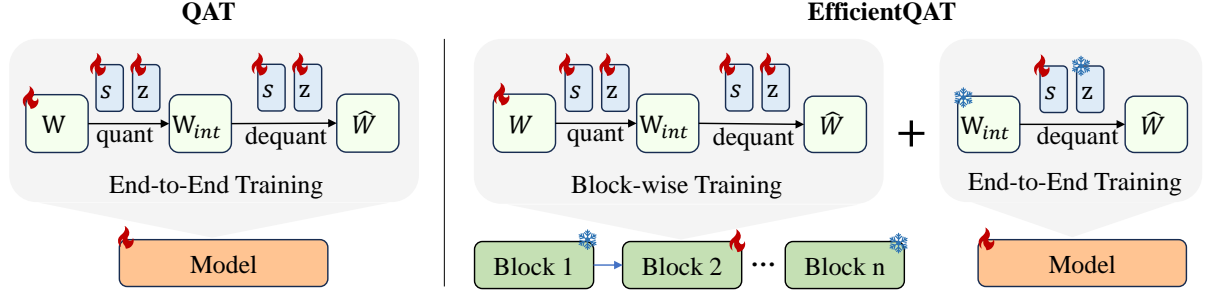 QAT
EfficientQAT
s z s z
W quant W_int dequant Ŵ
End-to-End Training
Model
s z s z
W quant W_int dequant Ŵ
Block-wise Training
Block 1 Block 2 ... Block n
+
s z
W_int dequant Ŵ
End-to-End Training
Model